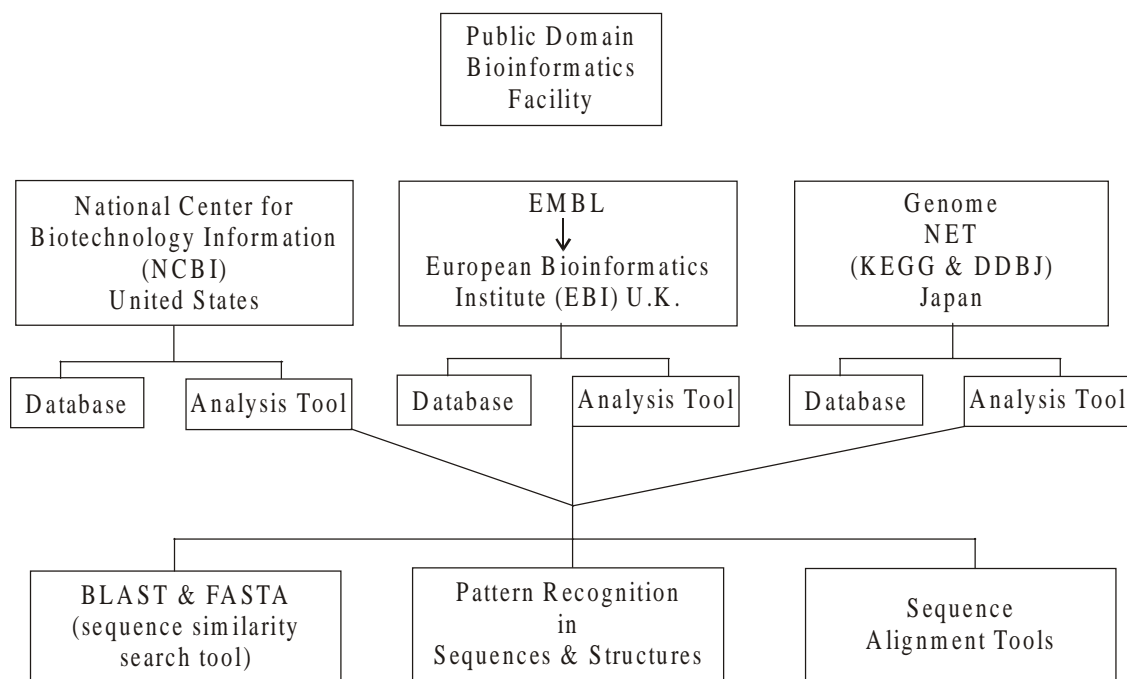 Public Domain
Bioinformatics
Facility
National Center for
Biotechnology Information
(NCBI)
United States
EMBL
European Bioinformatics
Institute (EBI) U.K.
Genome
NET
(KEGG & DDBJ)
Japan
Database
Analysis Tool
Database
Analysis Tool
Database
Analysis Tool
BLAST & FASTA
(sequence similarity
search tool)
Pattern Recognition
in
Sequences & Structures
Sequence
Alignment Tools